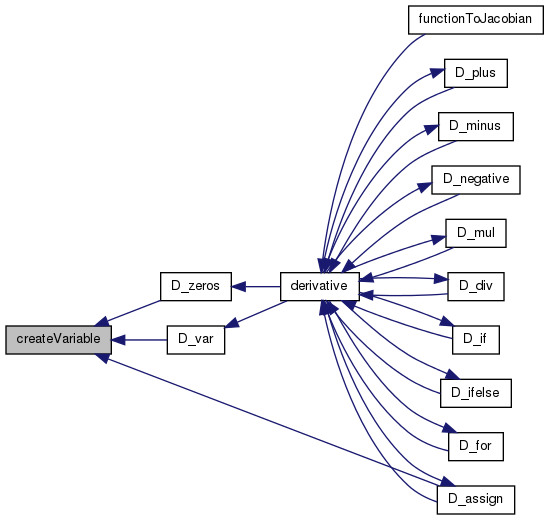 functionToJacobian
D_plus
D_minus
D_negative
D_mul
D_zeros
derivative
D_div
createVariable
D_var
D_if
D_ifelse
D_for
D_assign